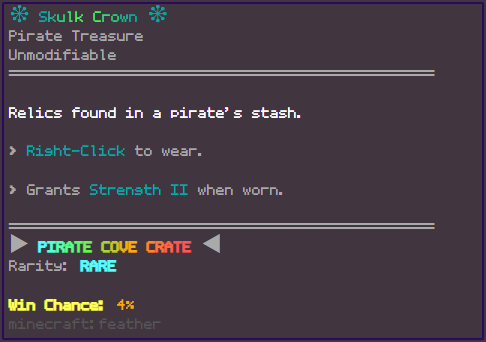 Skulk Crown
Pirate Treasure
Unmodifiable
Relics found in a pirate's stash.
> Right-Click to wear.
> Grants Strength II when worn.
PIRATE COVE CRATE
Rarity: RARE
Win Chance: 4%
minecraft:feather